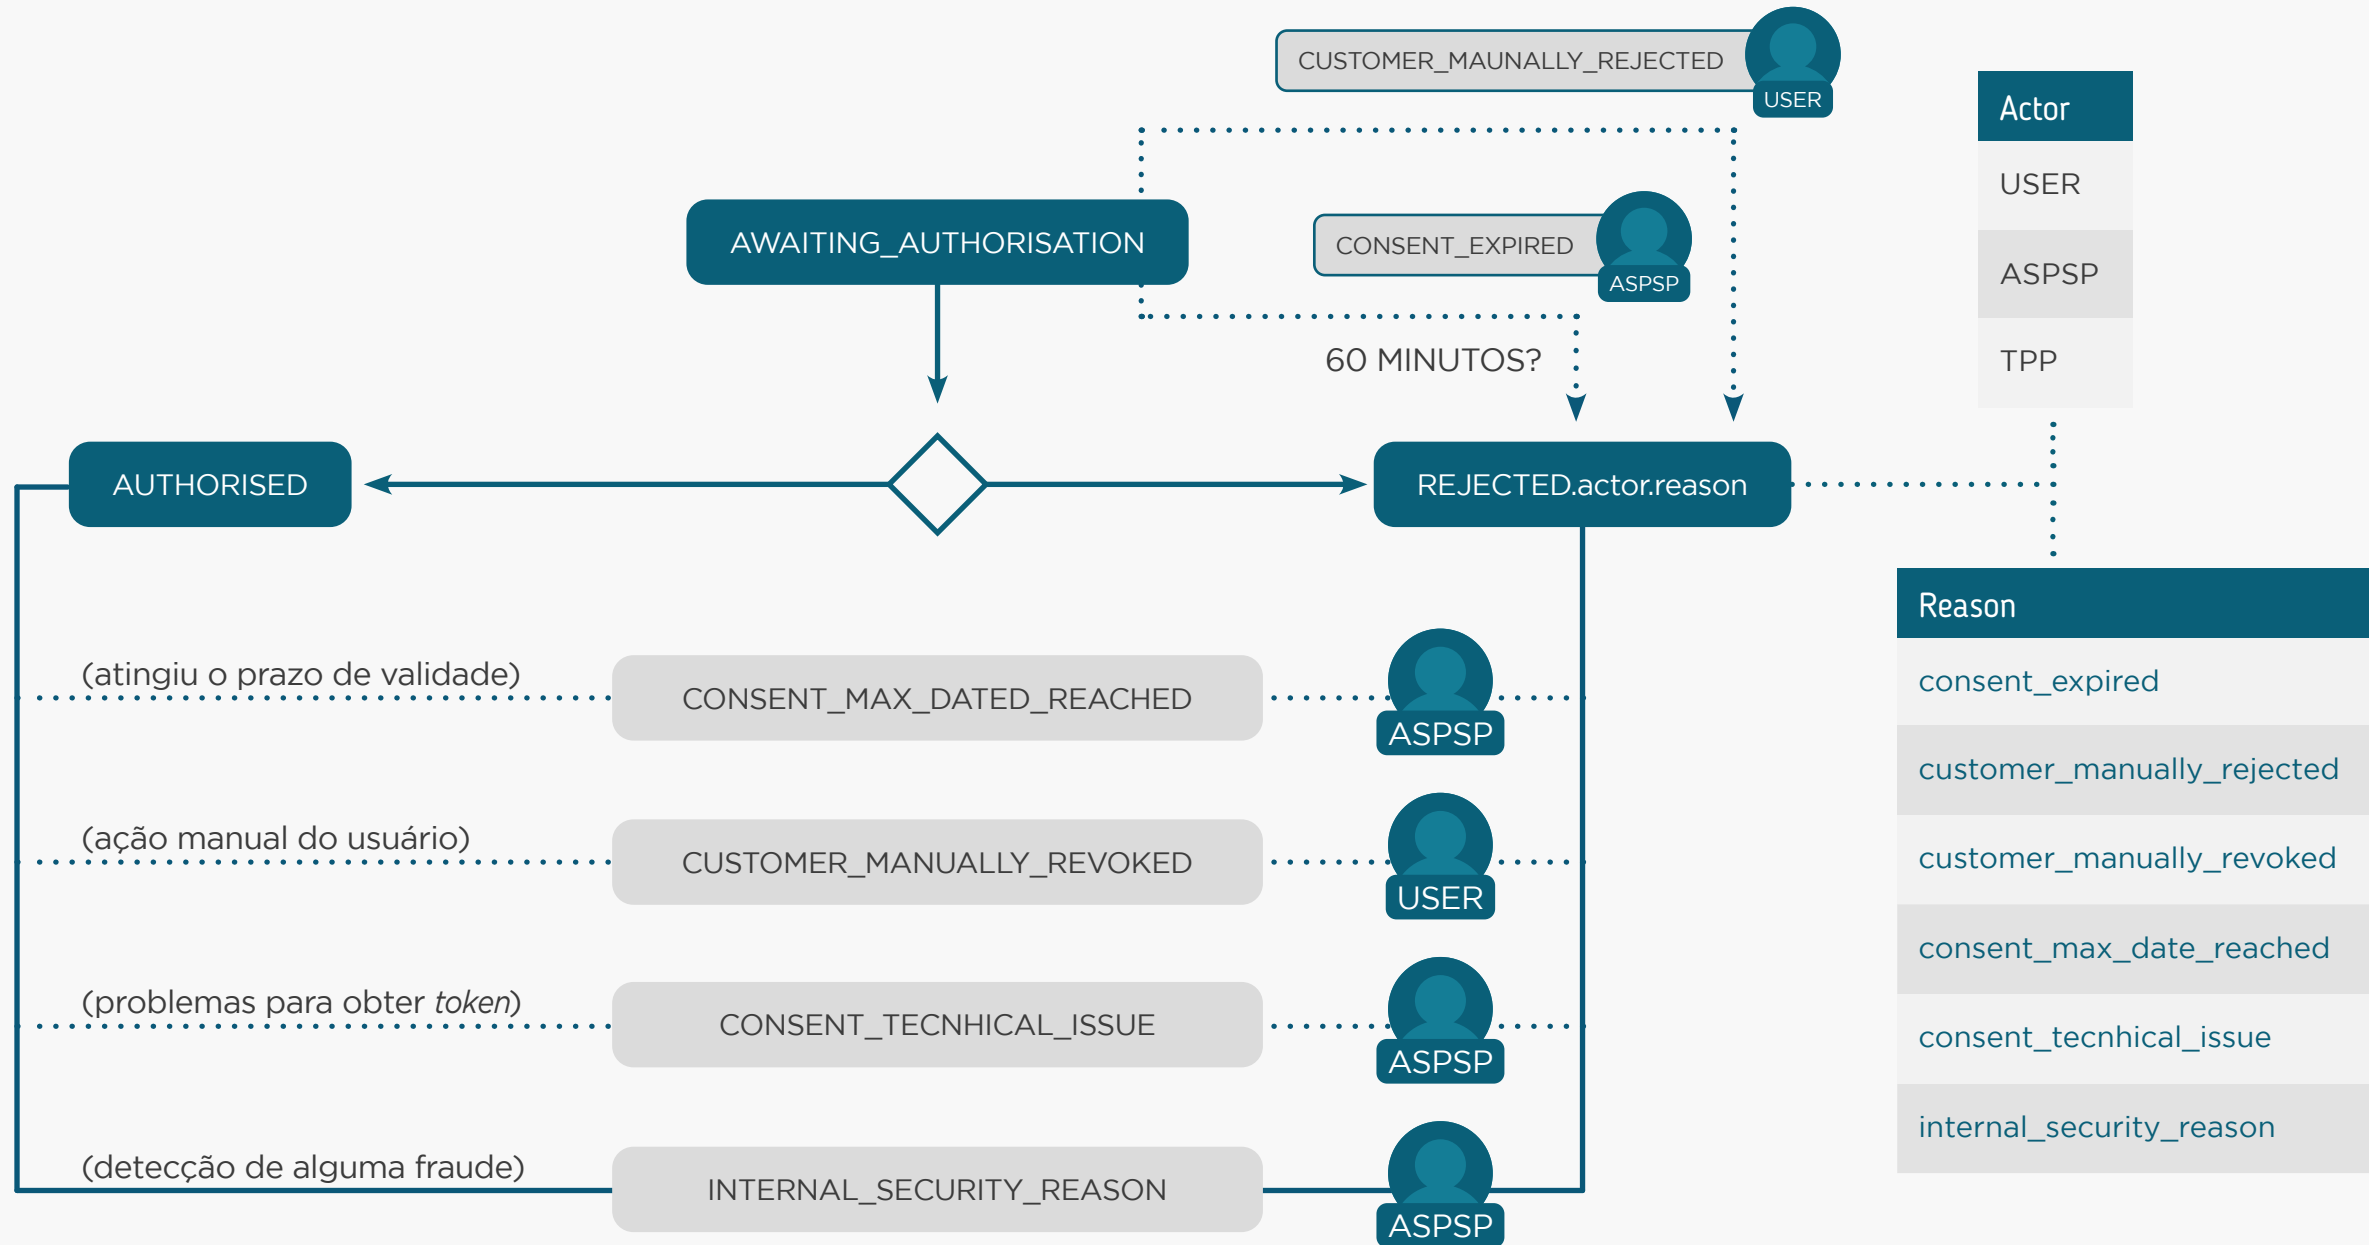 CUSTOMER_MAUNALLY_REJECTED
USER
AWAITING_AUTHORISATION
CONSENT_EXPIRED
ASPSP
60 MINUTOS?
Actor
USER
ASPSP
TPP
AUTHORISED
REJECTED.actor.reason
(atingiu o prazo de validade)
CONSENT_MAX_DATED_REACHED
ASPSP
(ação manual do usuário)
CUSTOMER_MANUALLY_REVOKED
USER
(problemas para obter token)
CONSENT_TECNHICAL_ISSUE
ASPSP
(detecção de alguma fraude)
INTERNAL_SECURITY_REASON
ASPSP
Reason
consent_expired
customer_manually_rejected
customer_manually_revoked
consent_max_date_reached
consent_tecnhical_issue
internal_security_reason